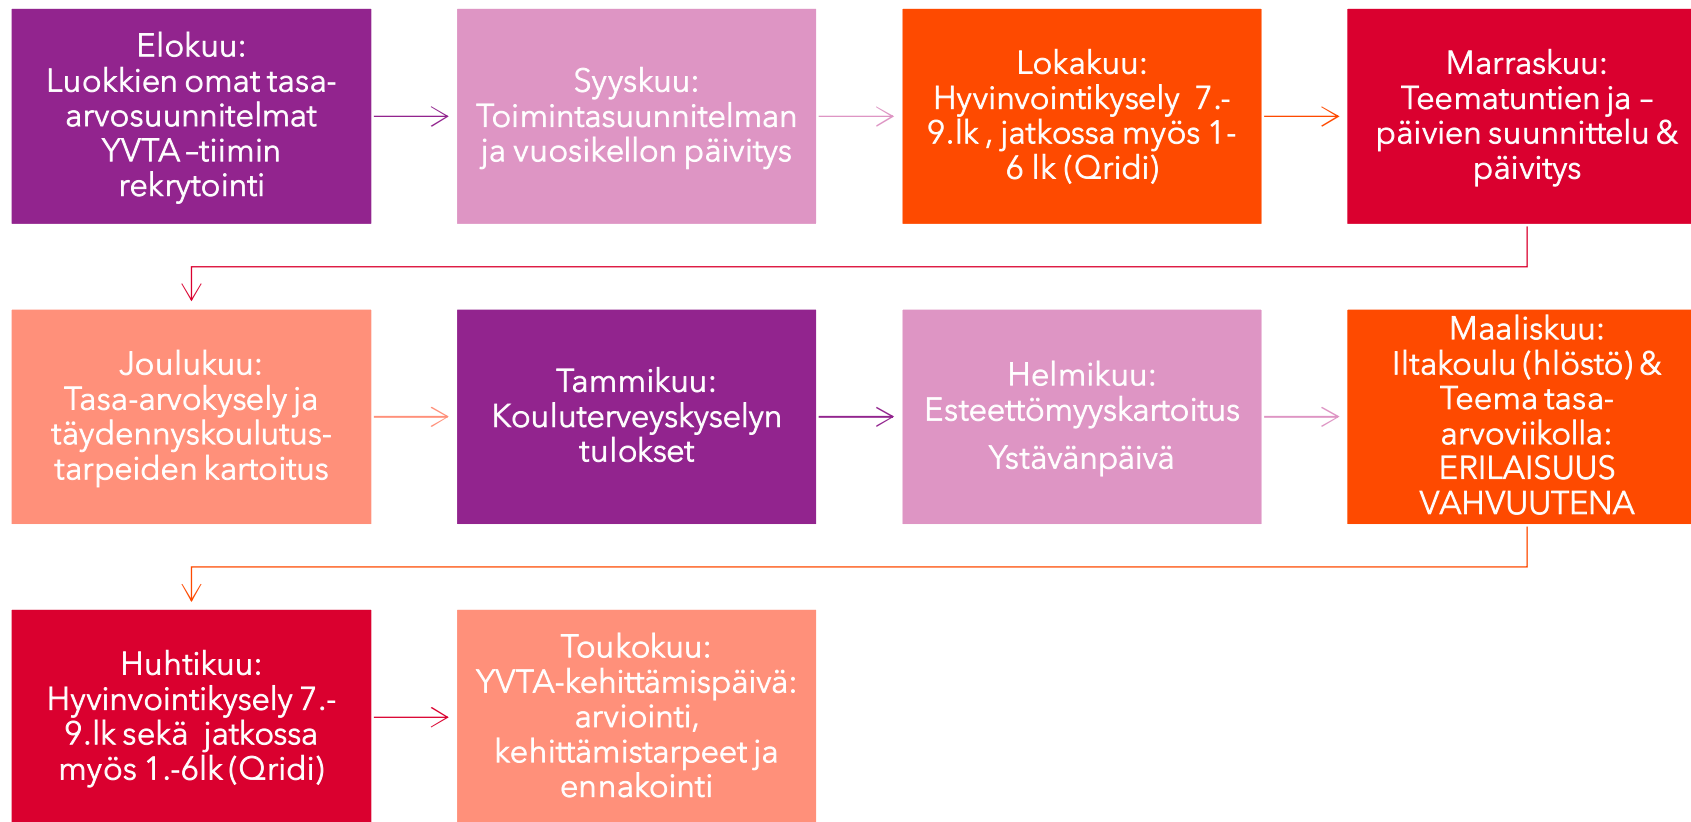 Elokuu:
Luokkien omat tasa-
arvosuunnitelmat
YVTA –tiimin
rekrytointi
Syyskuu:
Toimintasuunnitelman
ja vuosikellon päivitys
Lokakuu:
Hyvinvointikysely 7.-
9.lk , jatkossa myös 1-
6 lk (Qridi)
Marraskuu:
Teematuntien ja –
päivien suunnittelu &
päivitys
Joulukuu:
Tasa-arvokysely ja
täydennyskoulutus-
tarpeiden kartoitus
Tammikuu:
Kouluterveyskyselyn
tulokset
Helmikuu:
Esteettömyyskartoitus
Ystävänpäivä
Maaliskuu:
Iltakoulu (hlöstö) &
Teema tasa-
arvoviikolla:
ERILAISUUS
VAHVUUTENA
Huhtikuu:
Hyvinvointikysely 7.-
9.lk sekä jatkossa
myös 1.-6lk (Qridi)
Toukokuu:
YVTA-kehittämispäivä:
arviointi,
kehittämistarpeet ja
ennakointi